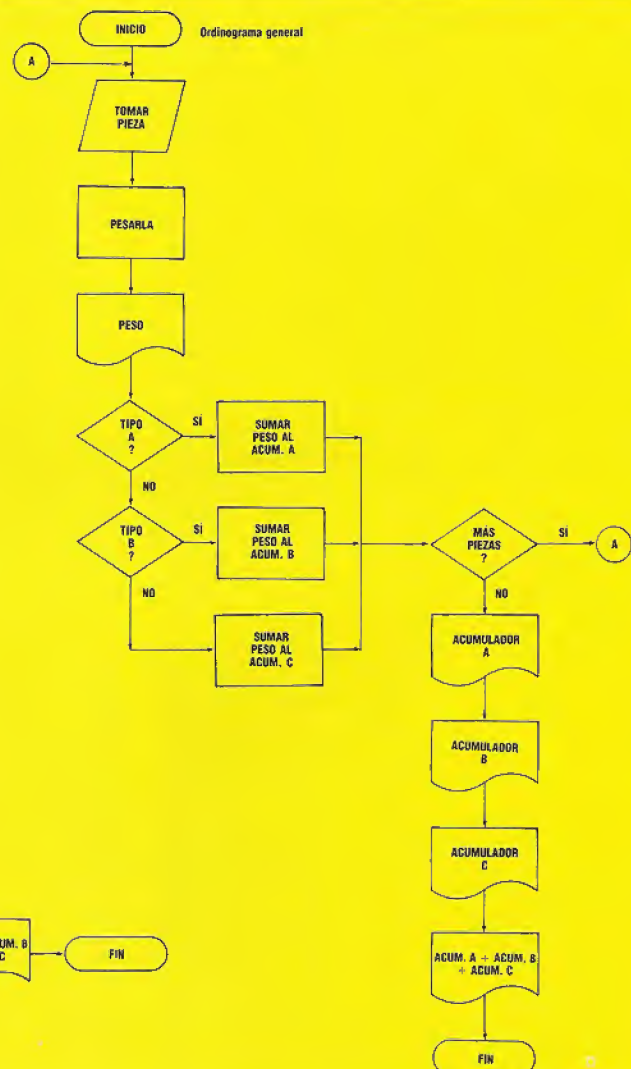 INICIO
Ordinograma general
A
TOMAR
PIEZA
PESARLA
PESO
TIPO
A
?
SÍ
SUMAR
PESO AL
ACUM. A
NO
TIPO
B
?
SÍ
SUMAR
PESO AL
ACUM. B
MÁS
PIEZAS
?
SÍ
A
NO
NO
SUMAR
PESO AL
ACUM. C
ACUMULADOR
A
ACUMULADOR
B
ACUMULADOR
C
ACUM. A + ACUM. B
+ ACUM. C
FIN
UM. B
C
FIN